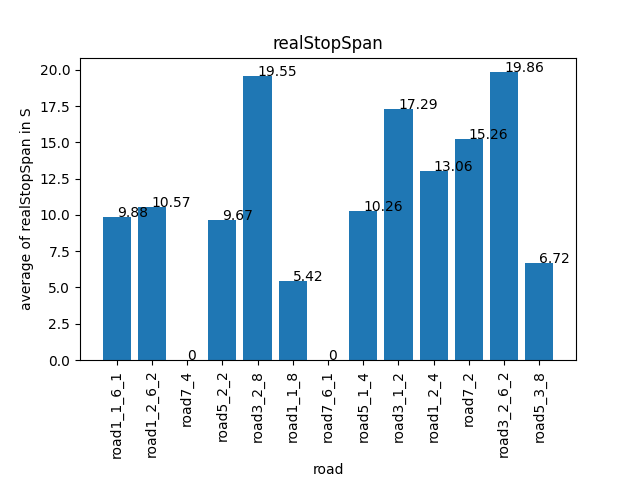 realStopSpan
average of realStopSpan in S
20.0
17.5
15.0
12.5
10.0
7.5
5.0
2.5
0.0
9.88
10.57
0
9.67
19.55
5.42
0
10.26
17.29
13.06
15.26
19.86
6.72
road1_1_6_1
road1_2_6_2
road7_4
road5_2_2
road3_2_8
road1_1_8
road7_6_1
road5_1_4
road3_1_2
road1_2_4
road7_2
road3_2_6_2
road5_3_8
road